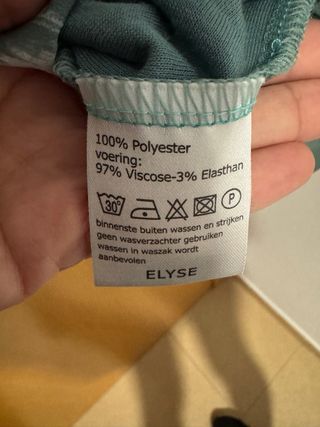 100% Polyester
voering:
97% Viscose-3% Elasthan
30° P
binnenste buiten wassen en strijken
geen wasverzachter gebruiken
wassen in waszak wordt
aanbevolen
ELYSE